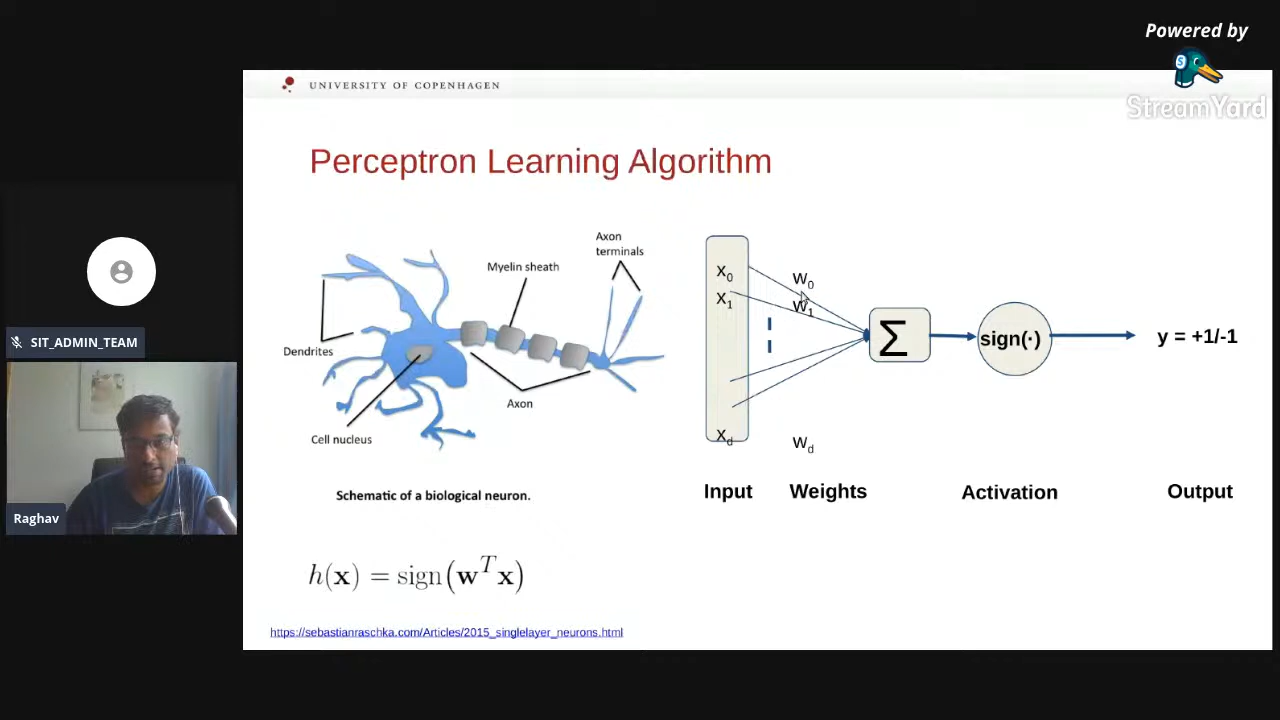 Powered by
StreamYard
UNIVERSITY OF COPENHAGEN
Perceptron Learning Algorithm
Axon
terminals
Myelin sheath
Dendrites
Axon
Cell nucleus
Schematic of a biological neuron.
x0
x1
xd
w0
w1
wd
Σ
sign(·)
y = +1/-1
Input
Weights
Activation
Output
h(x) = sign(w^T x)
https://sebastianraschka.com/Articles/2015_singlelayer_neurons.html
SIT_ADMIN_TEAM
Raghav